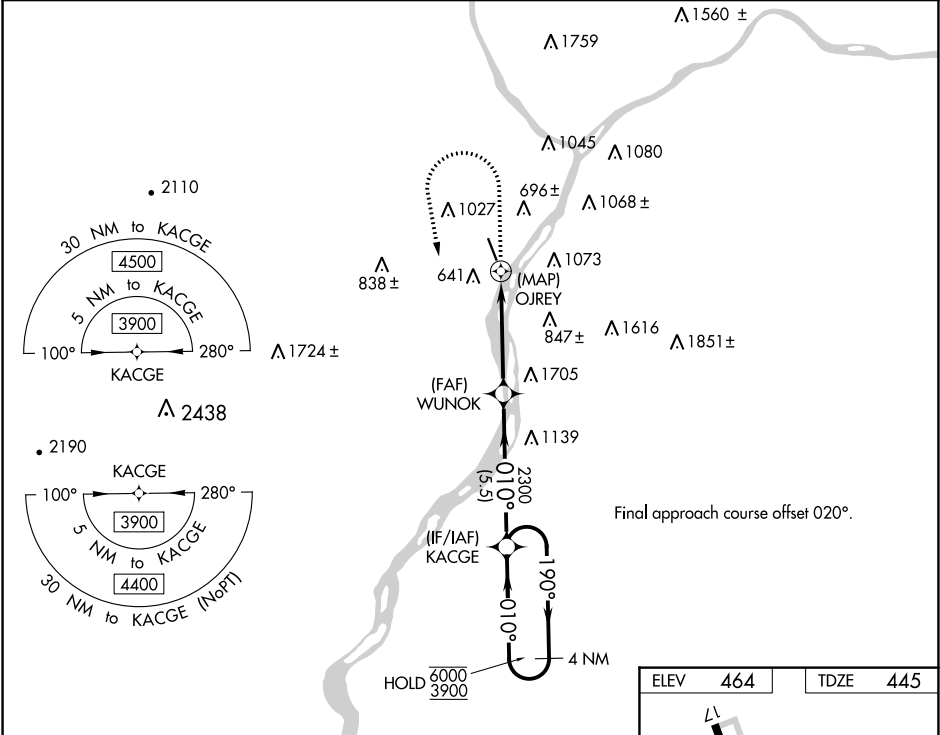 1560 ±
1759
1045
1080
2110
696±
1027
1068 ±
30 NM to KACGE
4500
5 NM to KACGE
3900
100°
280°
KACGE
838 ±
641
(MAP)
OJREY
1073
847±
1616
1851±
1724 ±
(FAF)
WUNOK
1705
2438
1139
2190
KACGE
100°
280°
3900
5 NM to KACGE
4400
30 NM to KACGE (NoPT)
010°
2300
(5.5)
Final approach course offset 020°.
(IF/IAF)
KACGE
190°
010°
4 NM
HOLD 6000
3900
ELEV 464
TDZE 445
17